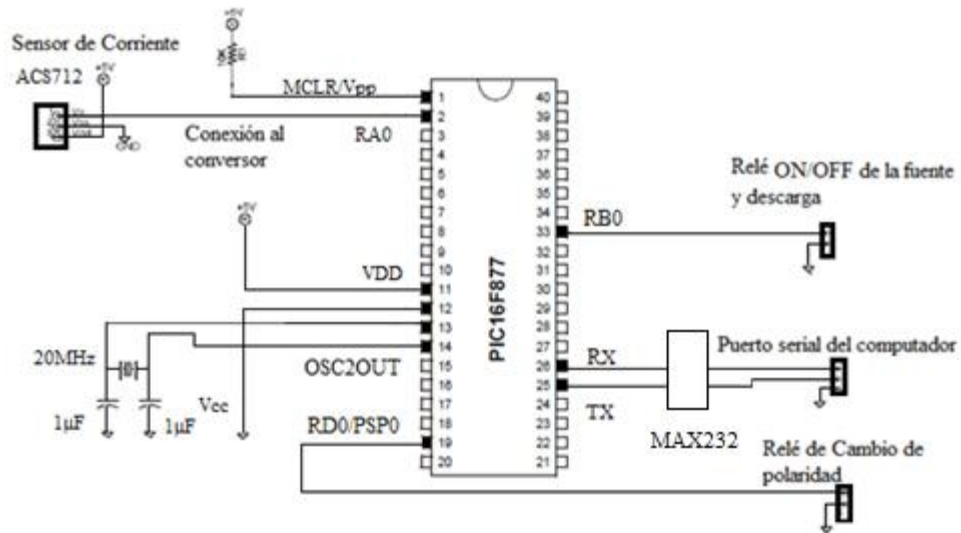 +5V
Sensor de Corriente
ACS712
+5V
10K
R1
MCLR/Vpp
RA0
GND
Conexión al
conversor
+5V
VDD
20MHz
OSC2OUT
1µF
1µF
Vcc
RD0/PSP0
1
2
3
4
5
6
7
8
9
10
11
12
13
14
15
16
17
18
19
20
PIC16F877
40
39
38
37
36
35
34
33
32
31
30
29
28
27
26
25
24
23
22
21
RB0
Relé ON/OFF de la fuente
y descarga
RX
TX
MAX232
Puerto serial del computador
Relé de Cambio de
polaridad